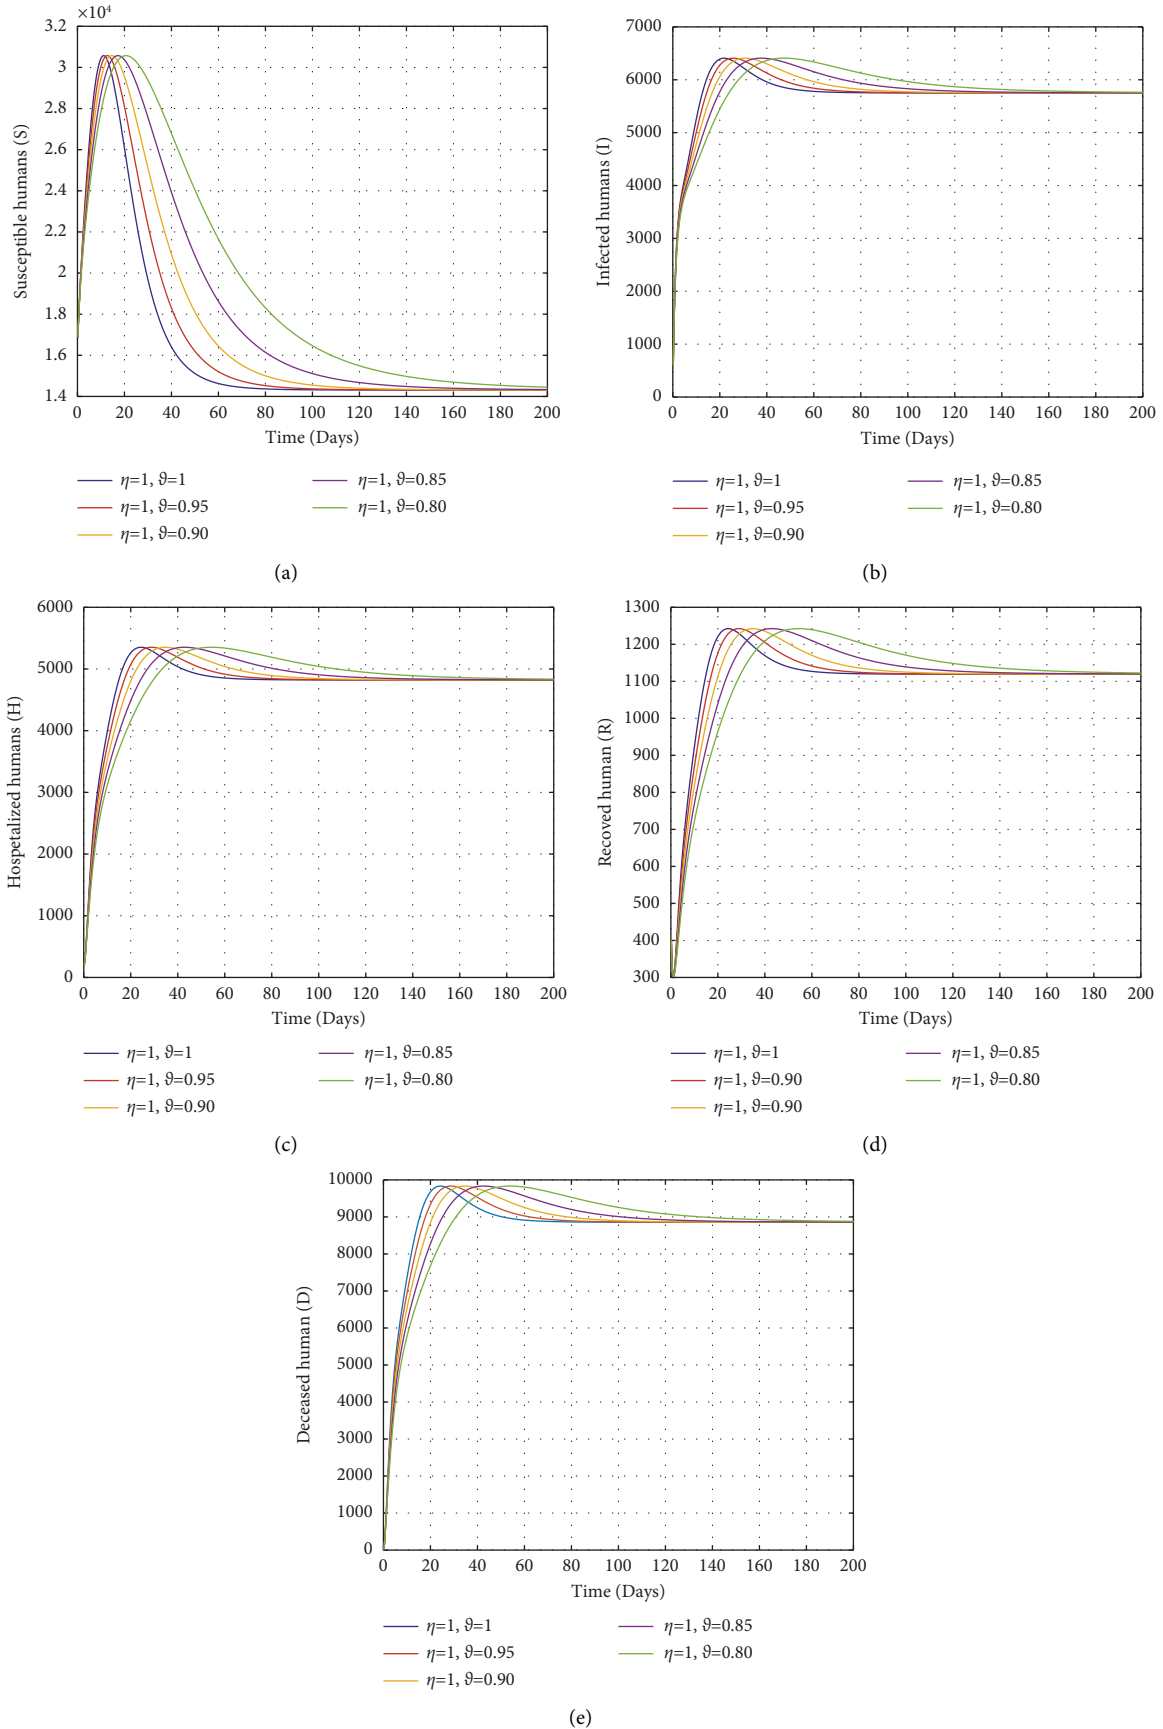 ×10⁴
3.2
3
2.8
2.6
2.4
2.2
2
1.8
1.6
1.4
Susceptible humans (S)
0 20 40 60 80 100 120 140 160 180 200
Time (Days)
η=1, ϑ=1
η=1, ϑ=0.95
η=1, ϑ=0.90
η=1, ϑ=0.85
η=1, ϑ=0.80
(a)
7000
6000
5000
4000
3000
2000
1000
0
Infected humans (I)
0 20 40 60 80 100 120 140 160 180 200
Time (Days)
η=1, ϑ=1
η=1, ϑ=0.95
η=1, ϑ=0.90
η=1, ϑ=0.85
η=1, ϑ=0.80
(b)
6000
5000
4000
3000
2000
1000
0
Hospetalized humans (H)
0 20 40 60 80 100 120 140 160 180 200
Time (Days)
η=1, ϑ=1
η=1, ϑ=0.95
η=1, ϑ=0.90
η=1, ϑ=0.85
η=1, ϑ=0.80
(c)
1300
1200
1100
1000
900
800
700
600
500
400
300
Recoved human (R)
0 20 40 60 80 100 120 140 160 180 200
Time (Days)
η=1, ϑ=1
η=1, ϑ=0.90
η=1, ϑ=0.90
η=1, ϑ=0.85
η=1, ϑ=0.80
(d)
10000
9000
8000
7000
6000
5000
4000
3000
2000
1000
0
Deceased human (D)
0 20 40 60 80 100 120 140 160 180 200
Time (Days)
η=1, ϑ=1
η=1, ϑ=0.95
η=1, ϑ=0.90
η=1, ϑ=0.85
η=1, ϑ=0.80
(e)